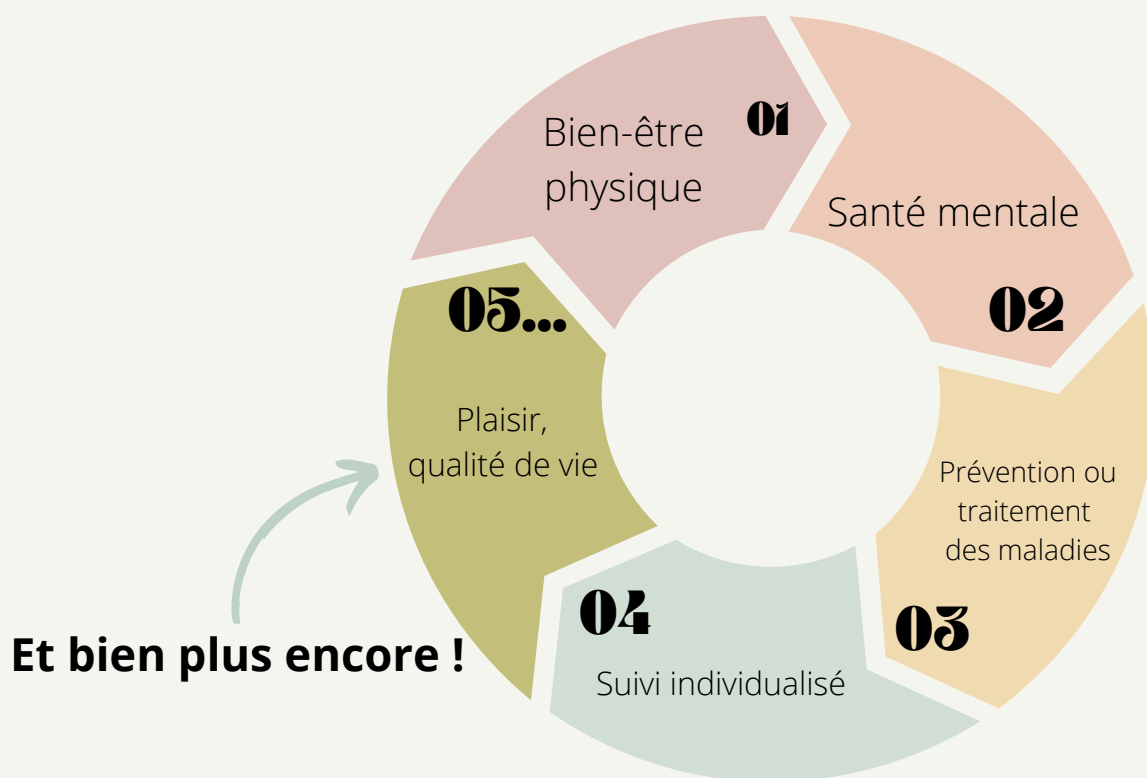 01
Bien-être
physique
Santé mentale
02
Prévention ou
traitement
des maladies
03
04
Suivi individualisé
05...
Plaisir,
qualité de vie
Et bien plus encore !